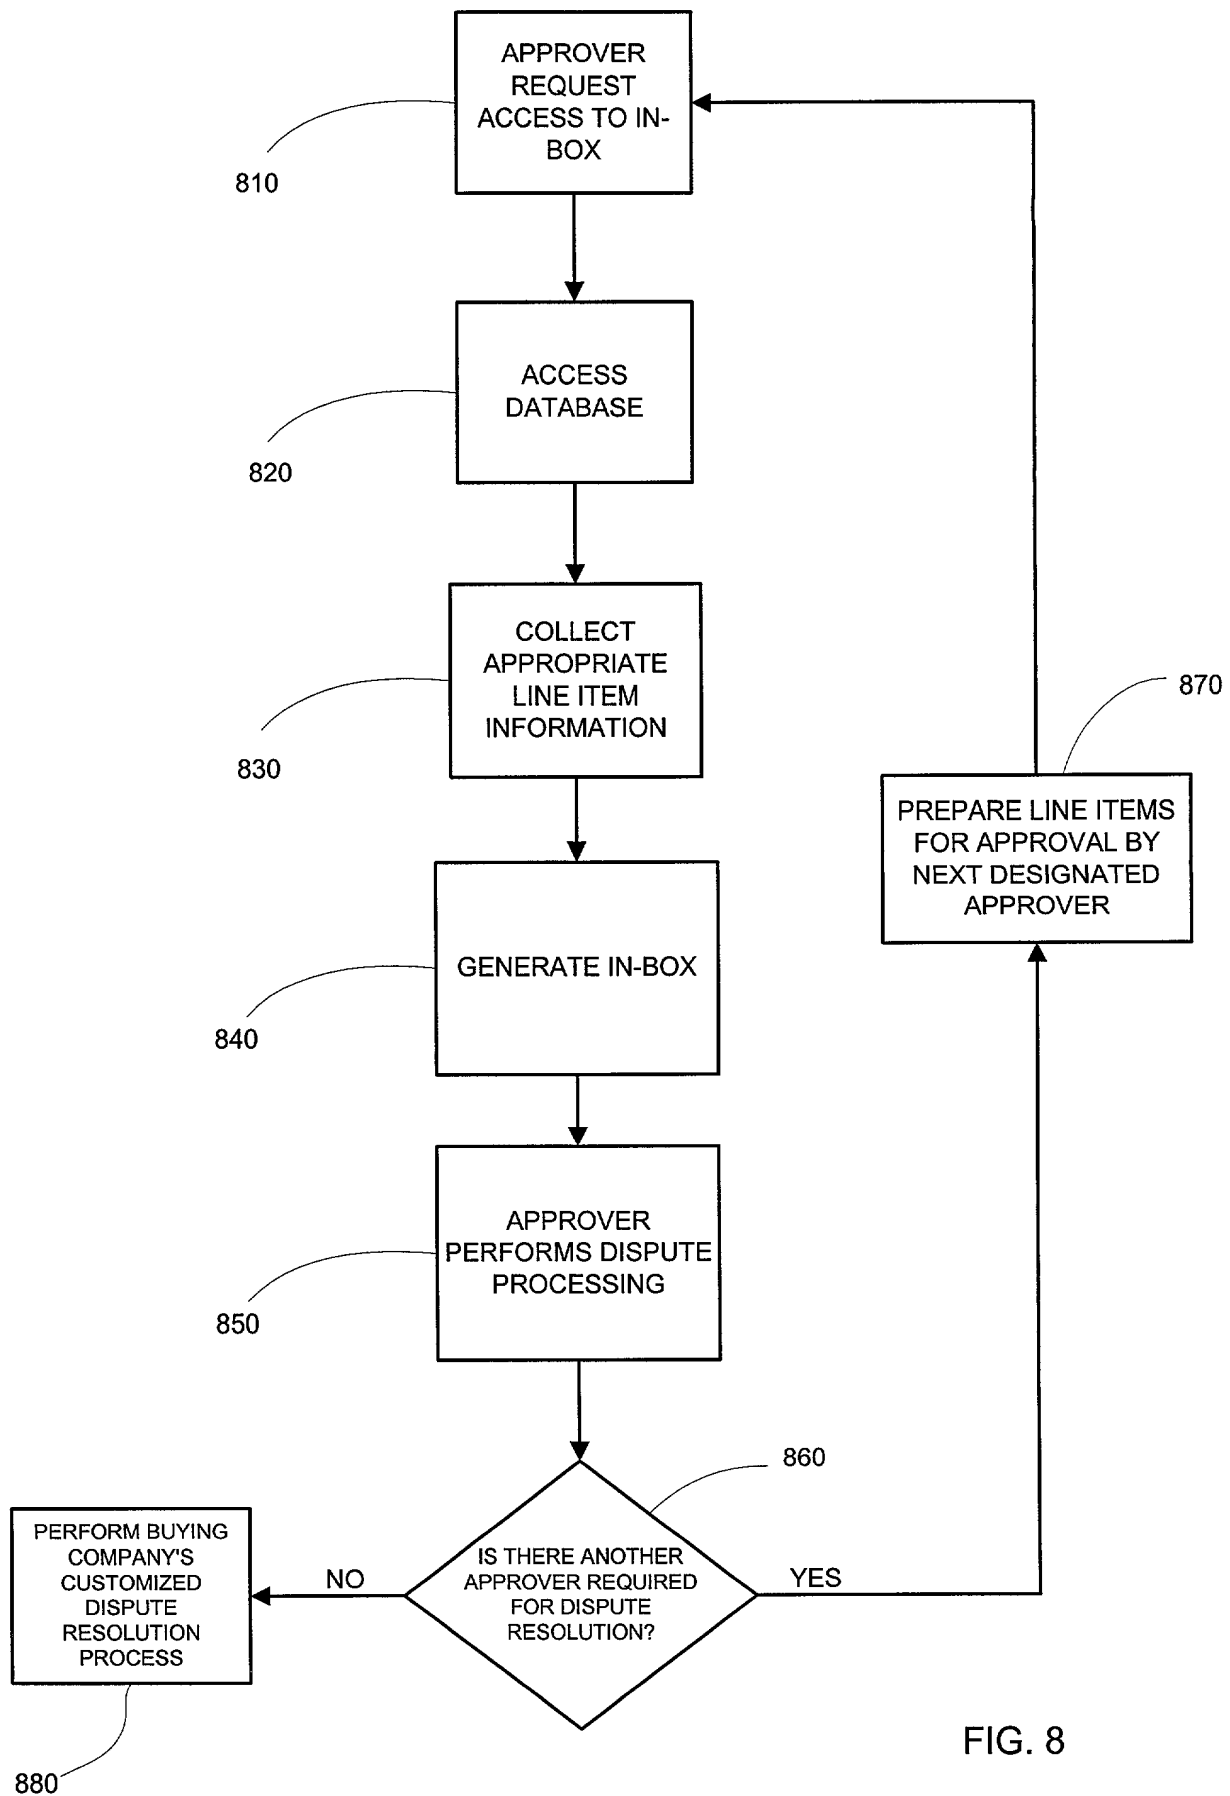 APPROVER
REQUEST
ACCESS TO IN-
BOX
810
ACCESS
DATABASE
820
COLLECT
APPROPRIATE
LINE ITEM
INFORMATION
830
870
PREPARE LINE ITEMS
FOR APPROVAL BY
NEXT DESIGNATED
APPROVER
GENERATE IN-BOX
840
APPROVER
PERFORMS DISPUTE
PROCESSING
850
860
IS THERE ANOTHER
APPROVER REQUIRED
FOR DISPUTE
RESOLUTION?
NO
YES
PERFORM BUYING
COMPANY'S
CUSTOMIZED
DISPUTE
RESOLUTION
PROCESS
880
FIG. 8